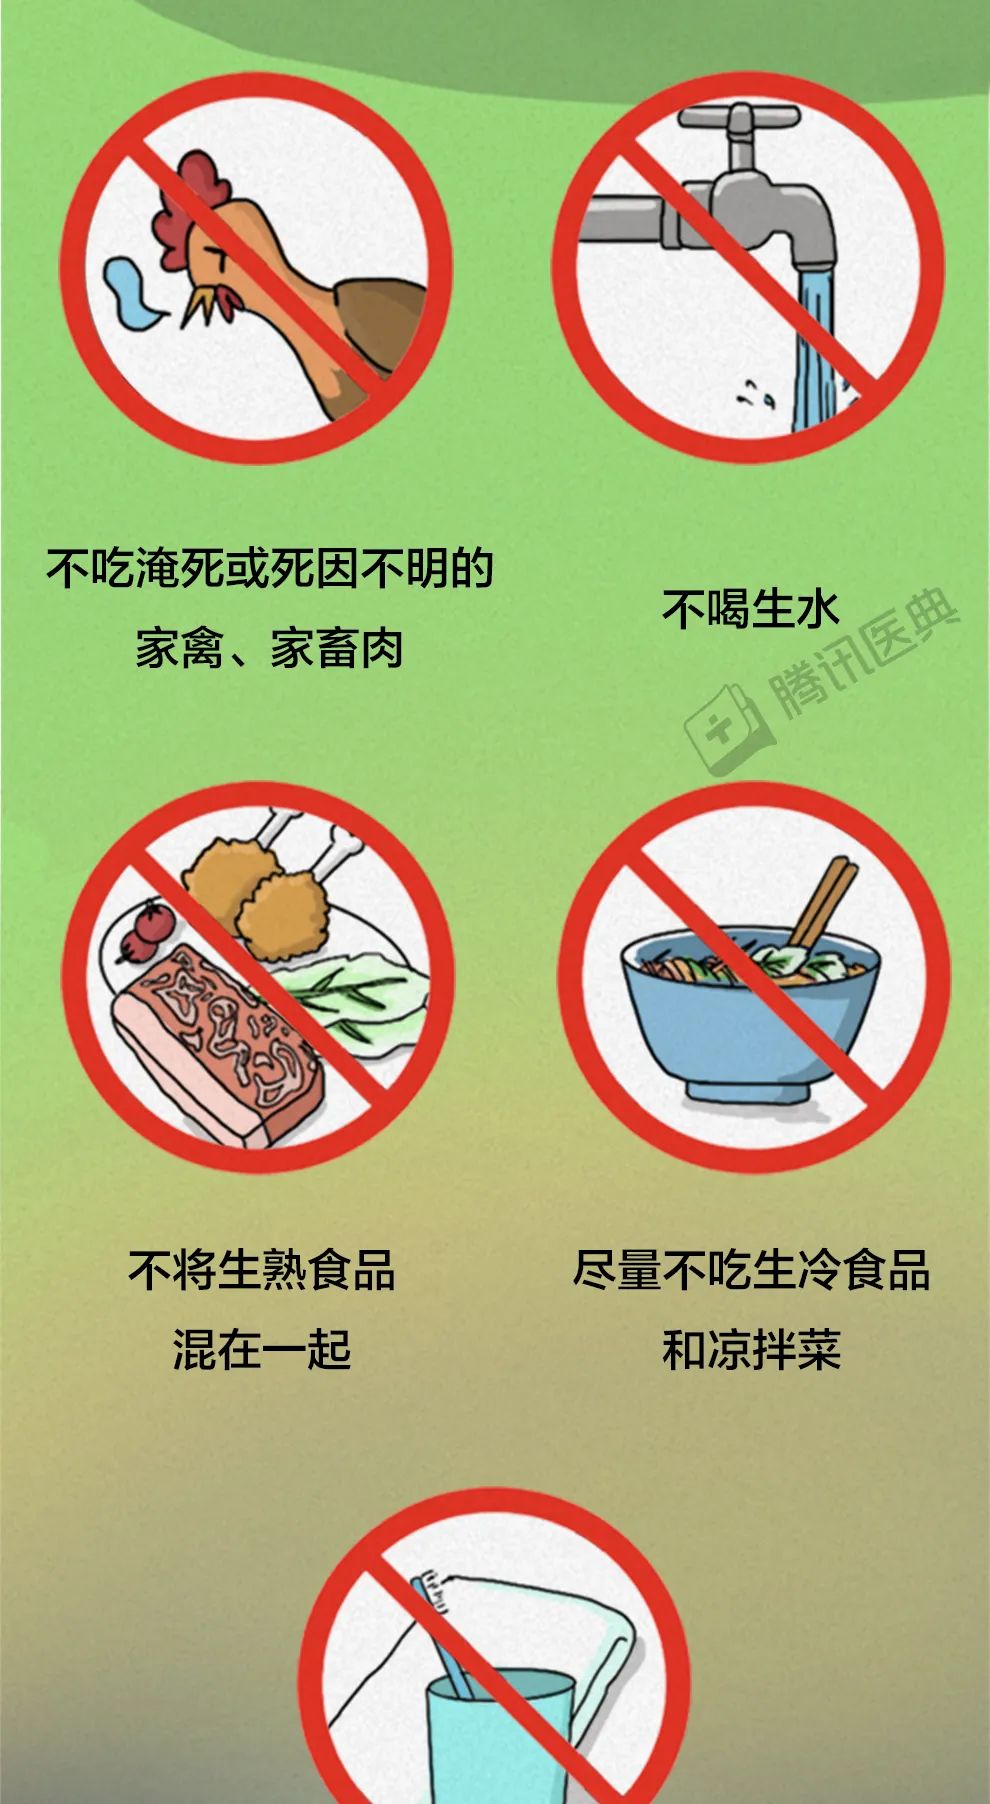 不吃淹死或死因不明的
家禽、家畜肉
不喝生水
腾讯医典
不将生熟食品
混在一起
尽量不吃生冷食品
和凉拌菜